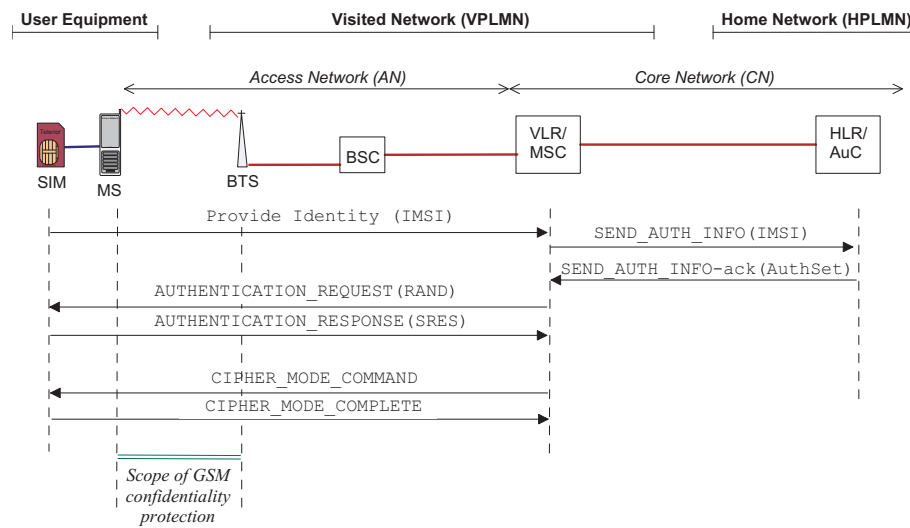 User Equipment
Visited Network (VPLMN)
Home Network (HPLMN)
Access Network (AN)
Core Network (CN)
Telenor
SIM
MS
BTS
BSC
VLR/
MSC
HLR/
AuC
Provide Identity (IMSI)
SEND_AUTH_INFO(IMSI)
SEND_AUTH_INFO-ack(AuthSet)
AUTHENTICATION_REQUEST(RAND)
AUTHENTICATION_RESPONSE(SRES)
CIPHER_MODE_COMMAND
CIPHER_MODE_COMPLETE
Scope of GSM
confidentiality
protection